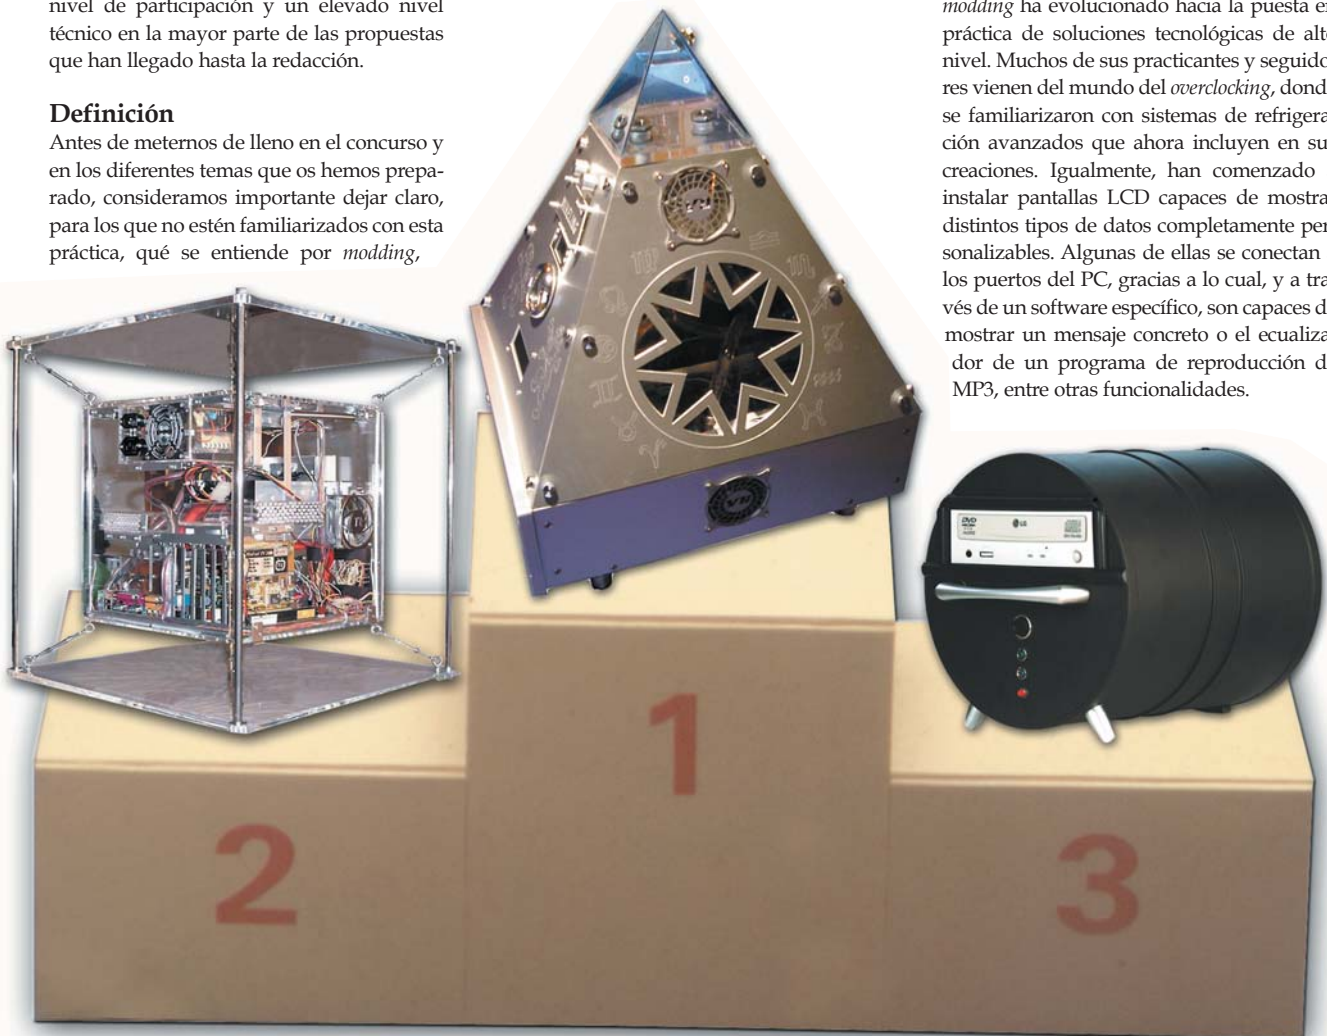 nivel de participación y un elevado nivel
técnico en la mayor parte de las propuestas
que han llegado hasta la redacción.
Definición
Antes de meternos de lleno en el concurso y
en los diferentes temas que os hemos prepa-
rado, consideramos importante dejar claro,
para los que no estén familiarizados con esta
práctica, qué se entiende por modding,
modding ha evolucionado hacia la puesta e
práctica de soluciones tecnológicas de alt
nivel. Muchos de sus practicantes y seguido
res vienen del mundo del overclocking, dond
se familiarizaron con sistemas de refrigera
ción avanzados que ahora incluyen en su
creaciones. Igualmente, han comenzado
instalar pantallas LCD capaces de mostra
distintos tipos de datos completamente per
sonalizables. Algunas de ellas se conectan
los puertos del PC, gracias a lo cual, y a tra
vés de un software específico, son capaces d
mostrar un mensaje concreto o el ecualiza
dor de un programa de reproducción d
MP3, entre otras funcionalidades.
DVD
LG
2
1
3